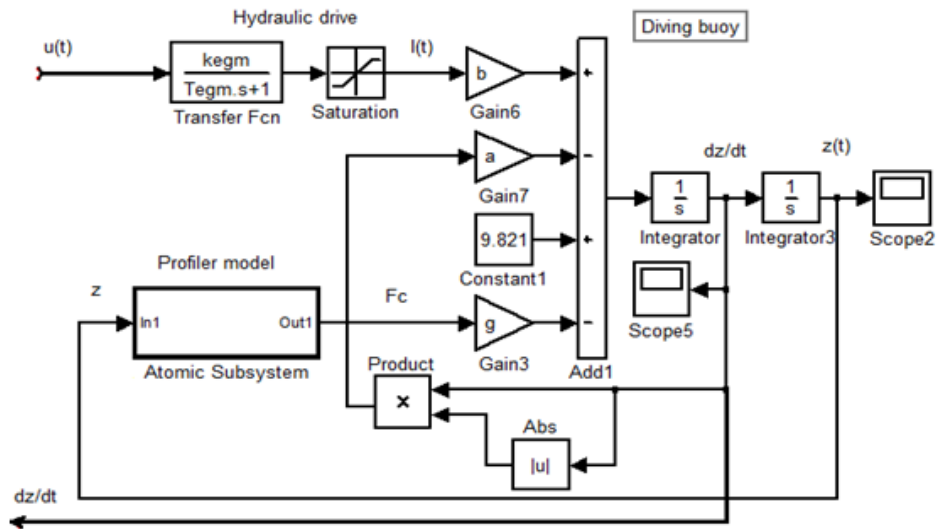 Hydraulic drive
Diving buoy
u(t)
l(t)
kegm
Tegm.s+1
Transfer Fcn
Saturation
b
Gain6
+
a
Gain7
−
dz/dt
z(t)
1
s
Integrator
1
s
Integrator3
Scope2
9.821
Constant1
+
Scope5
Profiler model
z
In1
Out1
Atomic Subsystem
Fc
g
Gain3
−
Add1
Product
×
Abs
|u|
dz/dt